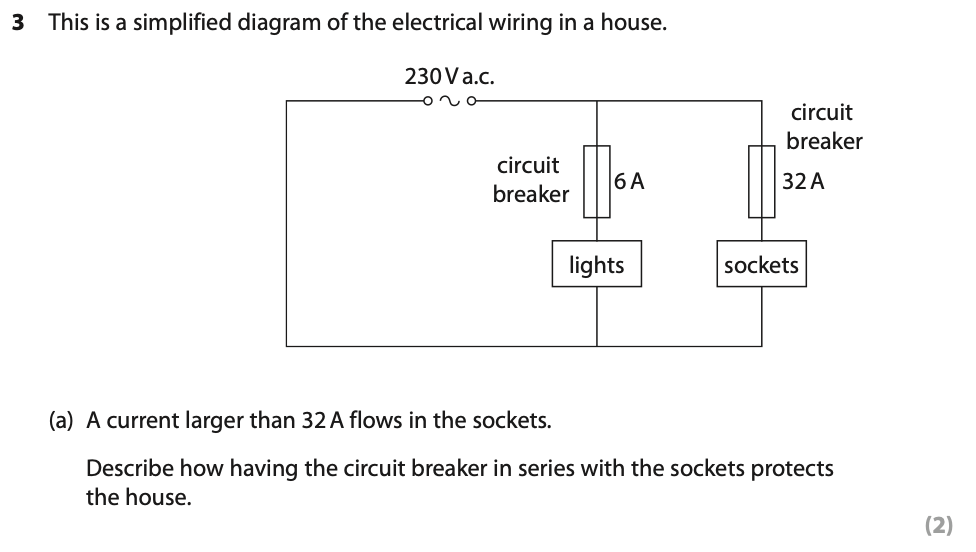 3 This is a simplified diagram of the electrical wiring in a house.
230 V a.c.
circuit
breaker
6 A
lights
circuit
breaker
32 A
sockets
(a) A current larger than 32 A flows in the sockets.
Describe how having the circuit breaker in series with the sockets protects
the house.
(2)